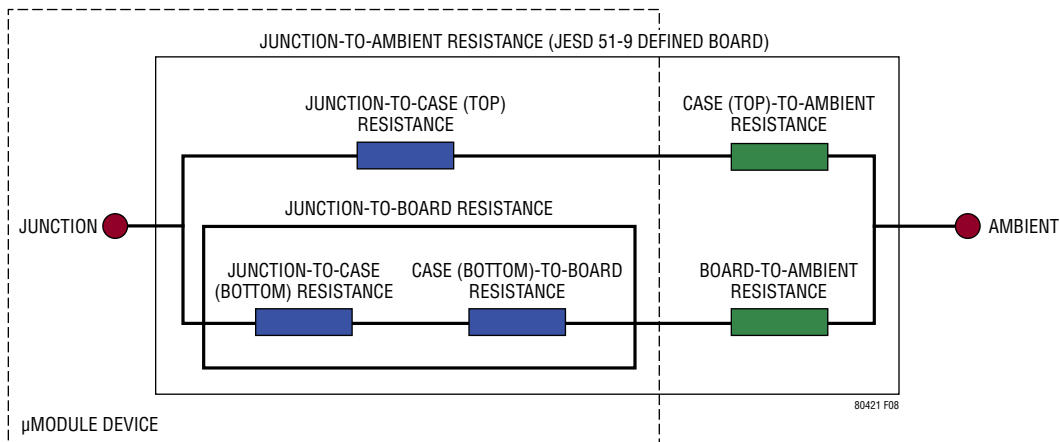 JUNCTION-TO-AMBIENT RESISTANCE (JESD 51-9 DEFINED BOARD)
JUNCTION-TO-CASE (TOP)
RESISTANCE
CASE (TOP)-TO-AMBIENT
RESISTANCE
JUNCTION
JUNCTION-TO-BOARD RESISTANCE
AMBIENT
JUNCTION-TO-CASE
(BOTTOM) RESISTANCE
CASE (BOTTOM)-TO-BOARD
RESISTANCE
BOARD-TO-AMBIENT
RESISTANCE
80421 F08
µMODULE DEVICE